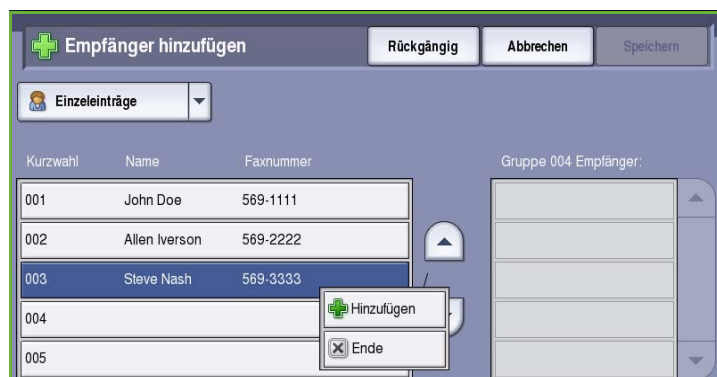 Empfänger hinzufügen Rückgängig Abbrechen Speichern
Einzeleinträge
Kurzwahl Name Faxnummer Gruppe 004 Empfänger:
001 John Doe 569-1111
002 Allen Iverson 569-2222
003 Steve Nash 569-3333 /
Hinzufügen
004
Ende
005